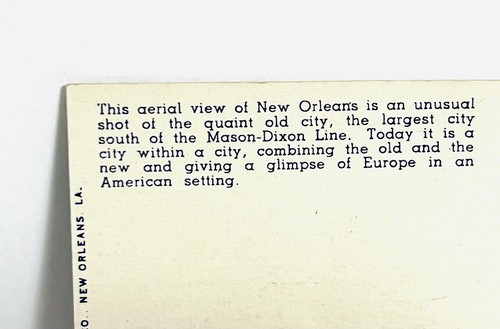 This aerial view of New Orleans is an unusual
shot of the quaint old city, the largest city
south of the Mason-Dixon Line. Today it is a
city within a city, combining the old and the
new and giving a glimpse of Europe in an
American setting.
O., NEW ORLEANS, LA.